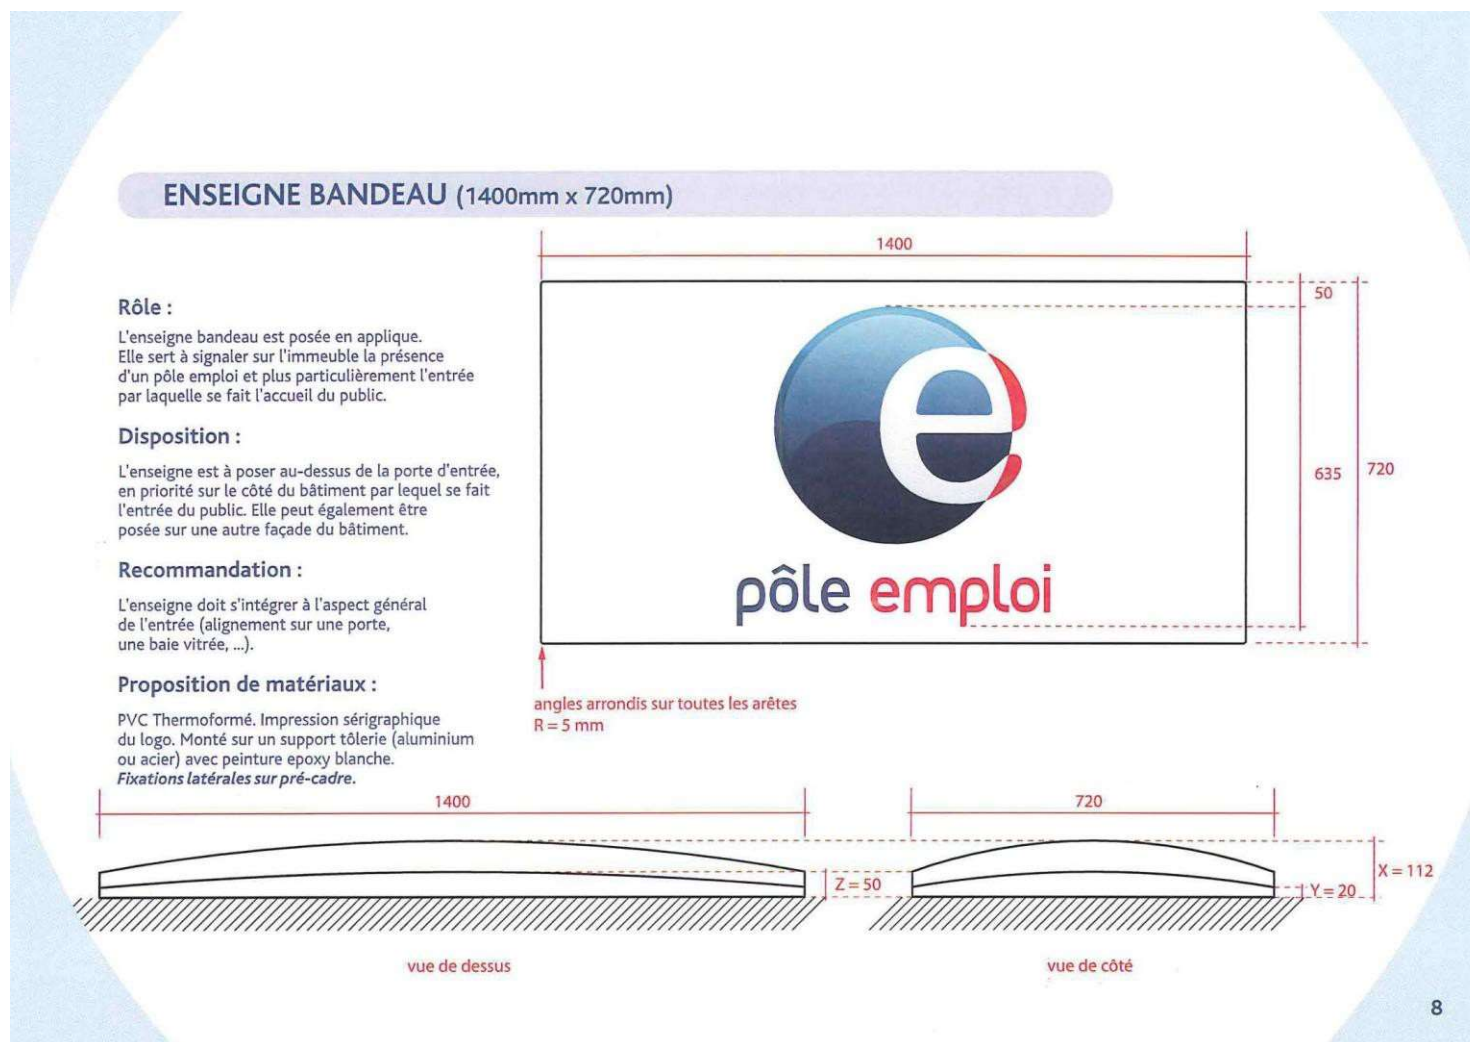 ENSEIGNE BANDEAU (1400mm x 720mm)
Rôle :
L'enseigne bandeau est posée en applique.
Elle sert à signaler sur l'immeuble la présence
d'un pôle emploi et plus particulièrement l'entrée
par laquelle se fait l'accueil du public.
Disposition :
L'enseigne est à poser au-dessus de la porte d'entrée,
en priorité sur le côté du bâtiment par lequel se fait
l'entrée du public. Elle peut également être
posée sur une autre façade du bâtiment.
Recommandation :
L'enseigne doit s'intégrer à l'aspect général
de l'entrée (alignement sur une porte,
une baie vitrée, ...).
Proposition de matériaux :
PVC Thermoformé. Impression sérigraphique
du logo. Monté sur un support tôlerie (aluminium
ou acier) avec peinture epoxy blanche.
Fixations latérales sur pré-cadre.
1400
50
635
720
e
pôle emploi
angles arrondis sur toutes les arêtes
R = 5 mm
1400
Z = 50
vue de dessus
720
X = 112
Y = 20
vue de côté
8